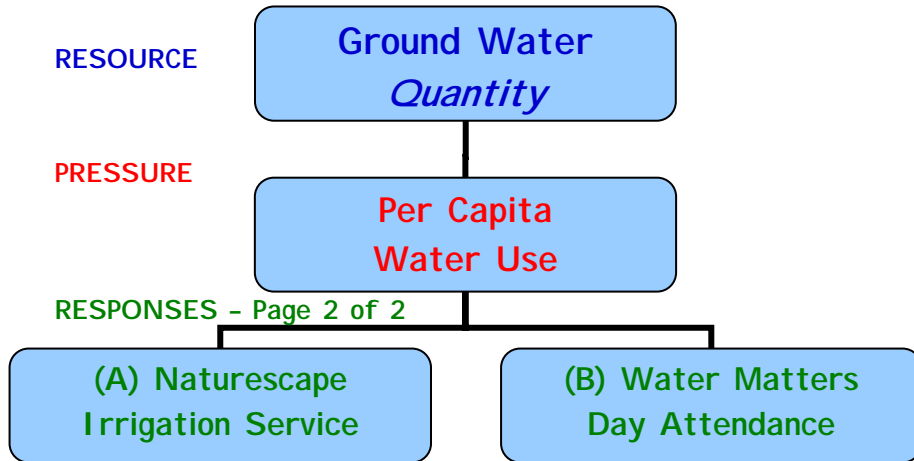 RESOURCE
Ground Water
Quantity
PRESSURE
Per Capita
Water Use
RESPONSES – Page 2 of 2
(A) Naturescape
Irrigation Service
(B) Water Matters
Day Attendance